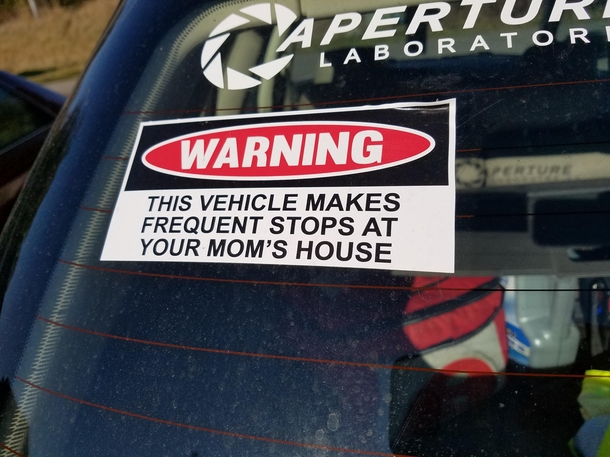 APERTURE
LABORATORI
WARNING
PERTURE
THIS VEHICLE MAKES
FREQUENT STOPS AT
YOUR MOM'S HOUSE